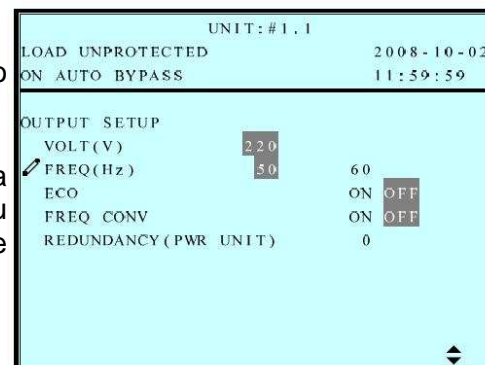 UNIT:#1.1
LOAD UNPROTECTED 2008-10-02
ON AUTO BYPASS 11:59:59
OUTPUT SETUP
VOLT(V) 220
FREQ(Hz) 50 60
ECO ON OFF
FREQ CONV ON OFF
REDUNDANCY(PWR UNIT) 0